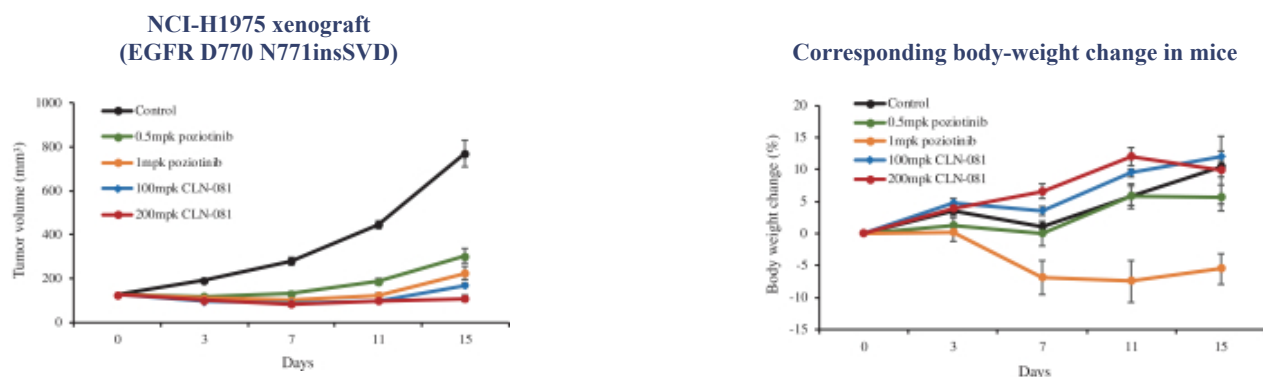 NCI-H1975 xenograft
(EGFR D770 N771insSVD)
Tumor volume (mm³)
1000
800
600
400
200
0
Control
0.5mpk poziotinib
1mpk poziotinib
100mpk CLN-081
200mpk CLN-081
0
3
7
11
15
Days
Corresponding body-weight change in mice
Body weight change (%)
20
15
10
5
0
-5
-10
-15
Control
0.5mpk poziotinib
1mpk poziotinib
100mpk CLN-081
200mpk CLN-081
0
3
7
11
15
Days